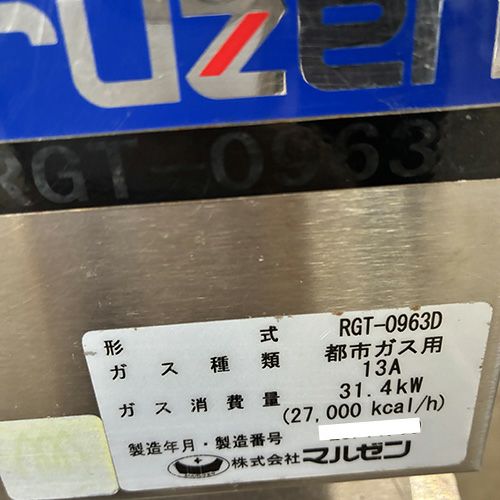 ruzen
RGT-0963
形式 RGT-0963D
ガス種類 都市ガス用
13A
ガス消費量 31.4kW
(27,000 kcal/h)
製造年月・製造番号
株式会社 マルゼン